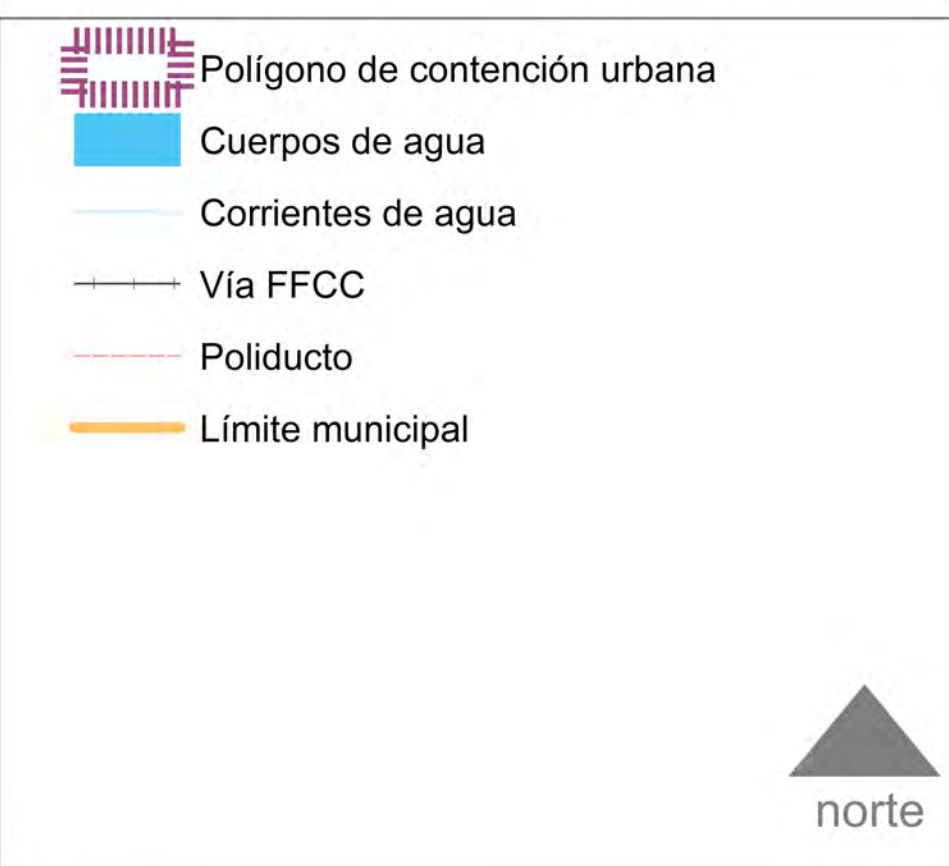 Polígono de contención urbana
Cuerpos de agua
Corrientes de agua
Vía FFCC
Poliducto
Límite municipal
norte